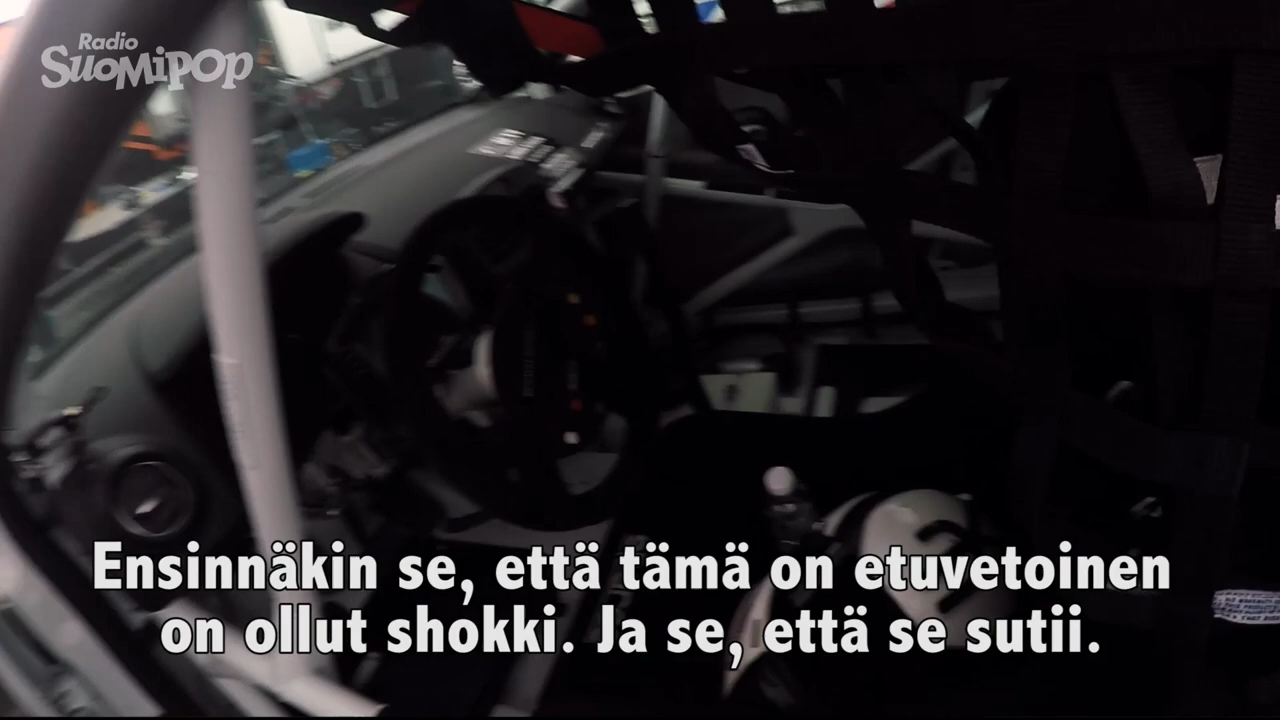 Radio
SUOMIPOP
Ensinnäkin se, että tämä on etuvetoinen
on ollut shokki. Ja se, että se sutii.